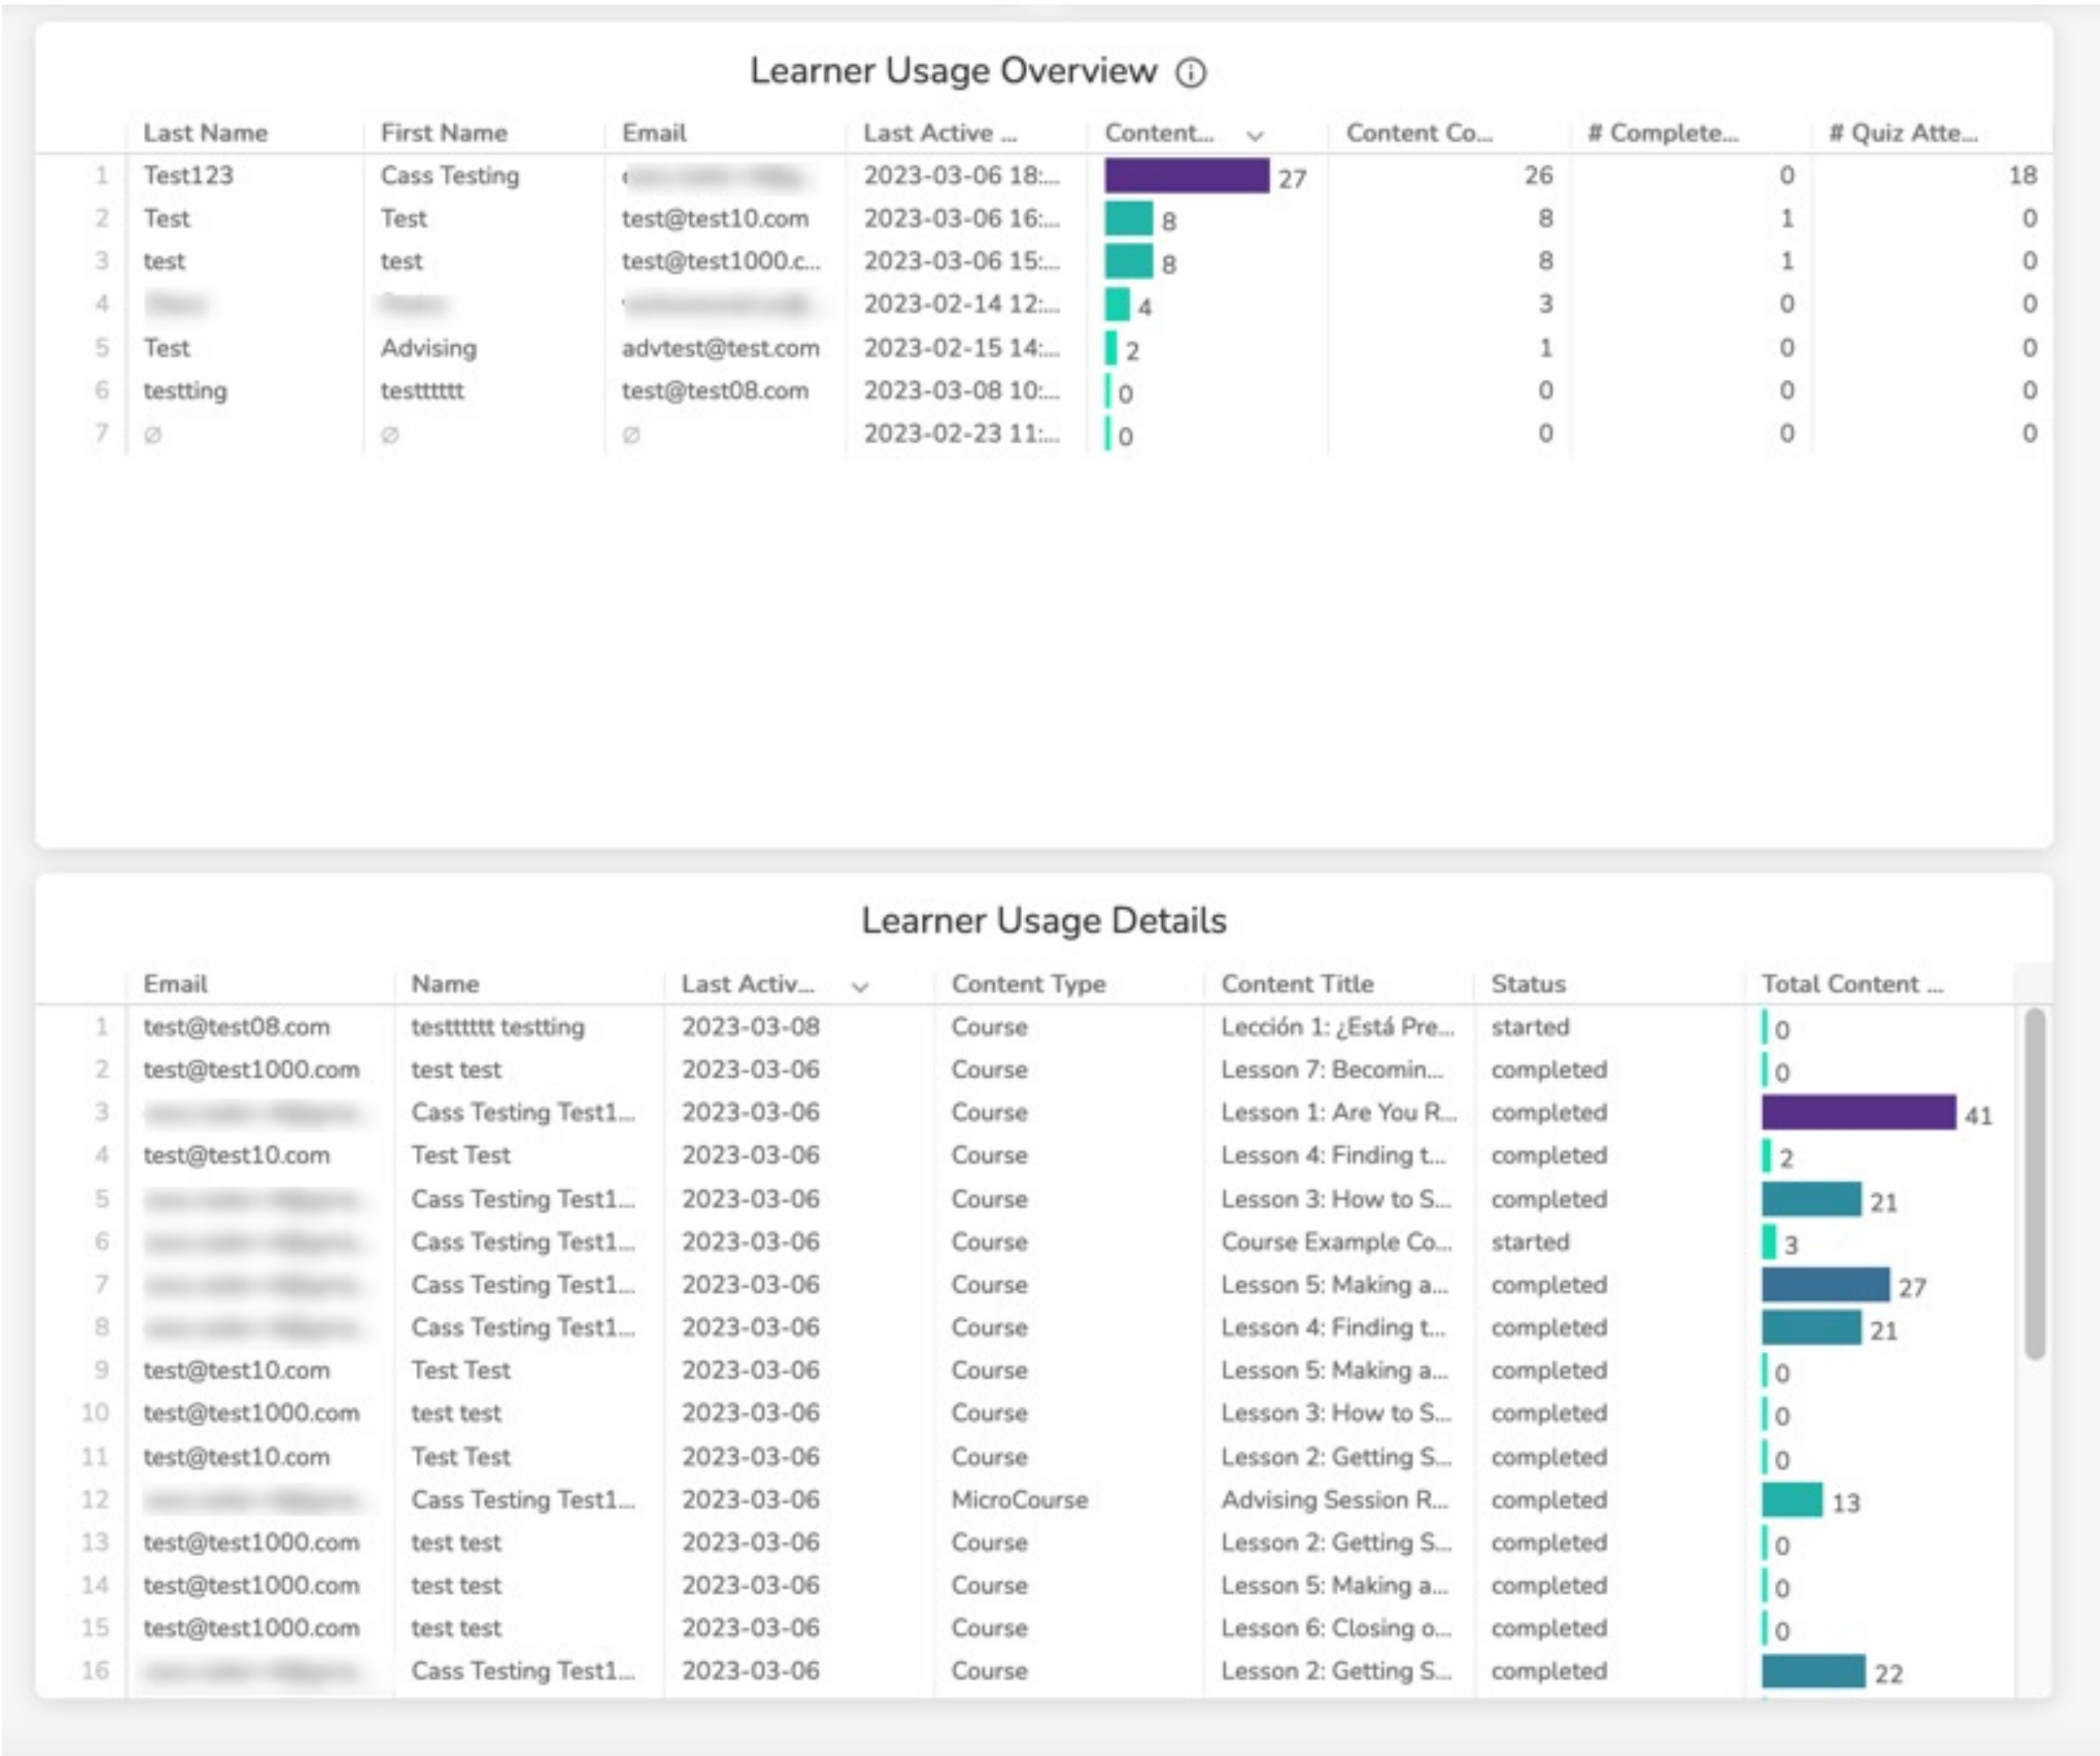 Learner Usage Overview
Last Name First Name Email Last Active ... Content... Content Co... # Complete... # Quiz Atte...
1 Test123 Cass Testing 2023-03-06 18:... 27 26 0 18
2 Test Test test@test10.com 2023-03-06 16:... 8 8 1 0
3 test test test@test1000.c... 2023-03-06 15:... 8 8 1 0
4 2023-02-14 12:... 4 3 0 0
5 Test Advising advtest@test.com 2023-02-15 14:... 2 1 0 0
6 testting testttttt test@test08.com 2023-03-08 10:... 0 0 0 0
7 ∅ ∅ ∅ 2023-02-23 11:... 0 0 0 0
Learner Usage Details
Email Name Last Activ... Content Type Content Title Status Total Content ...
1 test@test08.com testttttt testting 2023-03-08 Course Lección 1: ¿Está Pre... started 0
2 test@test1000.com test test 2023-03-06 Course Lesson 7: Becomin... completed 0
3 Cass Testing Test1... 2023-03-06 Course Lesson 1: Are You R... completed 41
4 test@test10.com Test Test 2023-03-06 Course Lesson 4: Finding t... completed 2
5 Cass Testing Test1... 2023-03-06 Course Lesson 3: How to S... completed 21
6 Cass Testing Test1... 2023-03-06 Course Course Example Co... started 3
7 Cass Testing Test1... 2023-03-06 Course Lesson 5: Making a... completed 27
8 Cass Testing Test1... 2023-03-06 Course Lesson 4: Finding t... completed 21
9 test@test10.com Test Test 2023-03-06 Course Lesson 5: Making a... completed 0
10 test@test1000.com test test 2023-03-06 Course Lesson 3: How to S... completed 0
11 test@test10.com Test Test 2023-03-06 Course Lesson 2: Getting S... completed 0
12 Cass Testing Test1... 2023-03-06 MicroCourse Advising Session R... completed 13
13 test@test1000.com test test 2023-03-06 Course Lesson 2: Getting S... completed 0
14 test@test1000.com test test 2023-03-06 Course Lesson 5: Making a... completed 0
15 test@test1000.com test test 2023-03-06 Course Lesson 6: Closing o... completed 0
16 Cass Testing Test1... 2023-03-06 Course Lesson 2: Getting S... completed 22